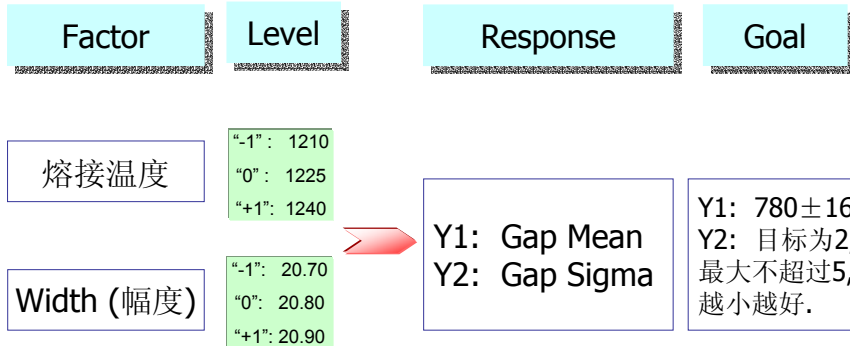 Factor
Level
Response
Goal
熔接温度
“-1” : 1210
“0” : 1225
“+1”: 1240
Width (幅度)
“-1”: 20.70
“0”: 20.80
“+1”: 20.90
Y1: Gap Mean
Y2: Gap Sigma
Y1: 780±16
Y2: 目标为2,
最大不超过5,
越小越好.